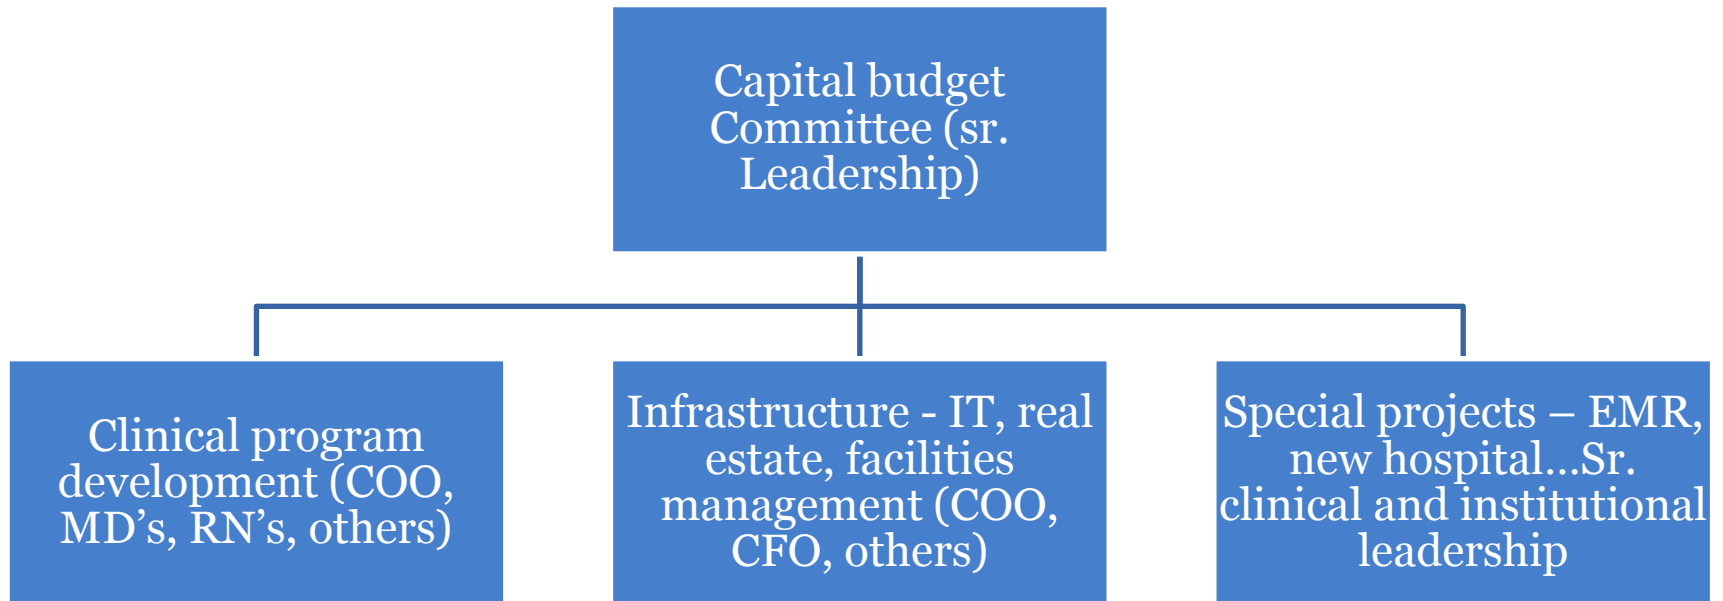 Capital budget
Committee (sr.
Leadership)
Clinical program
development (COO,
MD’s, RN’s, others)
Infrastructure - IT, real
estate, facilities
management (COO,
CFO, others)
Special projects – EMR,
new hospital...Sr.
clinical and institutional
leadership